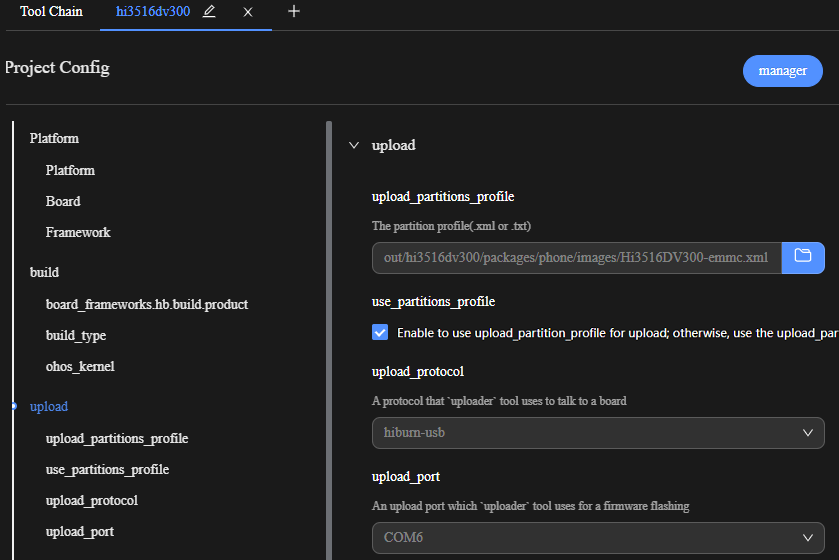 Tool Chain
hi3516dv300
Project Config
manager
Platform
Platform
Board
Framework
build
board_frameworks.hb.build.product
build_type
ohos_kernel
upload
upload_partitions_profile
use_partitions_profile
upload_protocol
upload_port
upload
upload_partitions_profile
The partition profile(.xml or .txt)
out/hi3516dv300/packages/phone/images/Hi3516DV300-emmc.xml
use_partitions_profile
Enable to use upload_partition_profile for upload; otherwise, use the upload_par
upload_protocol
A protocol that `uploader` tool uses to talk to a board
hiburn-usb
upload_port
An upload port which `uploader` tool uses for a firmware flashing
COM6